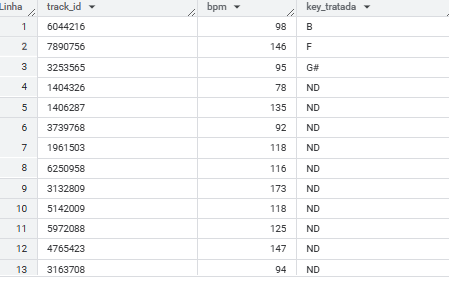 Linha track_id bpm key_tratada
1 6044216 98 B
2 7890756 146 F
3 3253565 95 G#
4 1404326 78 ND
5 1406287 135 ND
6 3739768 92 ND
7 1961503 118 ND
8 6250958 116 ND
9 3132809 173 ND
10 5142009 118 ND
11 5972088 125 ND
12 4765423 147 ND
13 3163708 94 ND